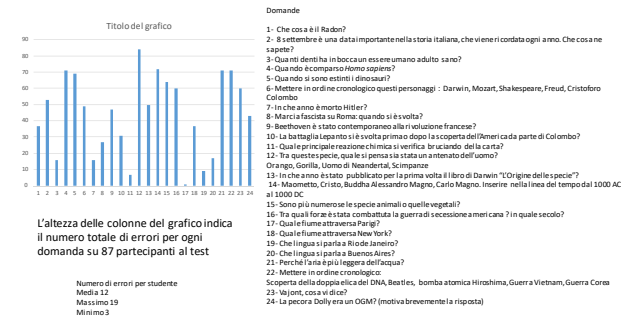 Titolo del grafico
90
80
70
60
50
40
30
20
10
0
1 2 3 4 5 6 7 8 9 10 11 12 13 14 15 16 17 18 19 20 21 22 23 24
L'altezza delle colonne del grafico indica
il numero totale di errori per ogni
domanda su 87 partecipanti al test
Numero di errori per studente
Media 12
Massimo 19
Minimo 3
Domande
1- Che cosa è il Radon?
2- 8 settembre è una data importante nella storia italiana, che viene ricordata ogni anno. Che cosa ne
sapete?
3- Quanti denti ha in bocca un essere umano adulto sano?
4- Quando è comparso Homo sapiens?
5- Quando si sono estinti i dinosauri?
6- Mettere in ordine cronologico questi personaggi : Darwin, Mozart, Shakespeare, Freud, Cristoforo
Colombo
7- In che anno è morto Hitler?
8- Marcia fascista su Roma: quando si è svolta?
9- Beethoven è stato contemporaneo alla rivoluzione francese?
10- La battaglia Lepanto si è svolta prima o dopo la scoperta dell'America da parte di Colombo?
11- Quale principale reazione chimica si verifica bruciando della carta?
12- Tra queste specie, quale si pensa sia stata un antenato dell'uomo?
Orango, Gorilla, Uomo di Neandertal, Scimpanze
13- In che anno è stato pubblicato per la prima volta il libro di Darwin "L'Origine delle specie"?
14- Maometto, Cristo, Buddha Alessandro Magno, Carlo Magno. Inserire nella linea del tempo dal 1000 AC
al 1000 DC
15- Sono più numerose le specie animali o quelle vegetali?
16- Tra quali forze è stata combattuta la guerra di secessione americana ? in quale secolo?
17- Quale fiume attraversa Parigi?
18- Quale fiume attraversa New York?
19- Che lingua si parla a Rio de Janeiro?
20- Che lingua si parla a Buenos Aires?
21- Perché l'aria è più leggera dell'acqua?
22- Mettere in ordine cronologico:
Scoperta della doppia elica del DNA, Beatles, bomba atomica Hiroshima, Guerra Vietnam, Guerra Corea
23- Vajont, cosa vi dice?
24- La pecora Dolly era un OGM? (motiva brevemente la risposta)